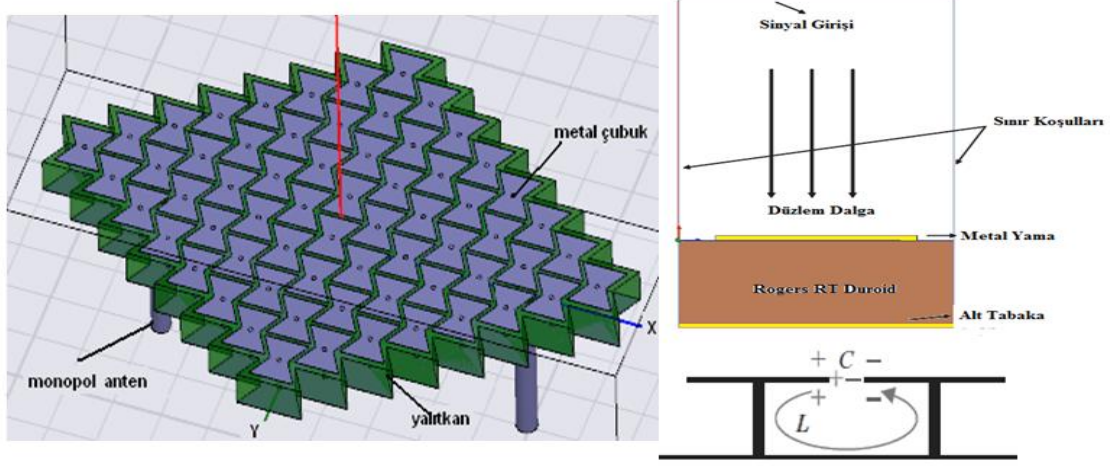 metal çubuk
X
monopol anten
yalıtkan
Y
Sinyal Girişi
Sınır Koşulları
Düzlem Dalga
Metal Yama
Rogers RT Duroid
Alt Tabaka
+ C −
+ −
+ −
L